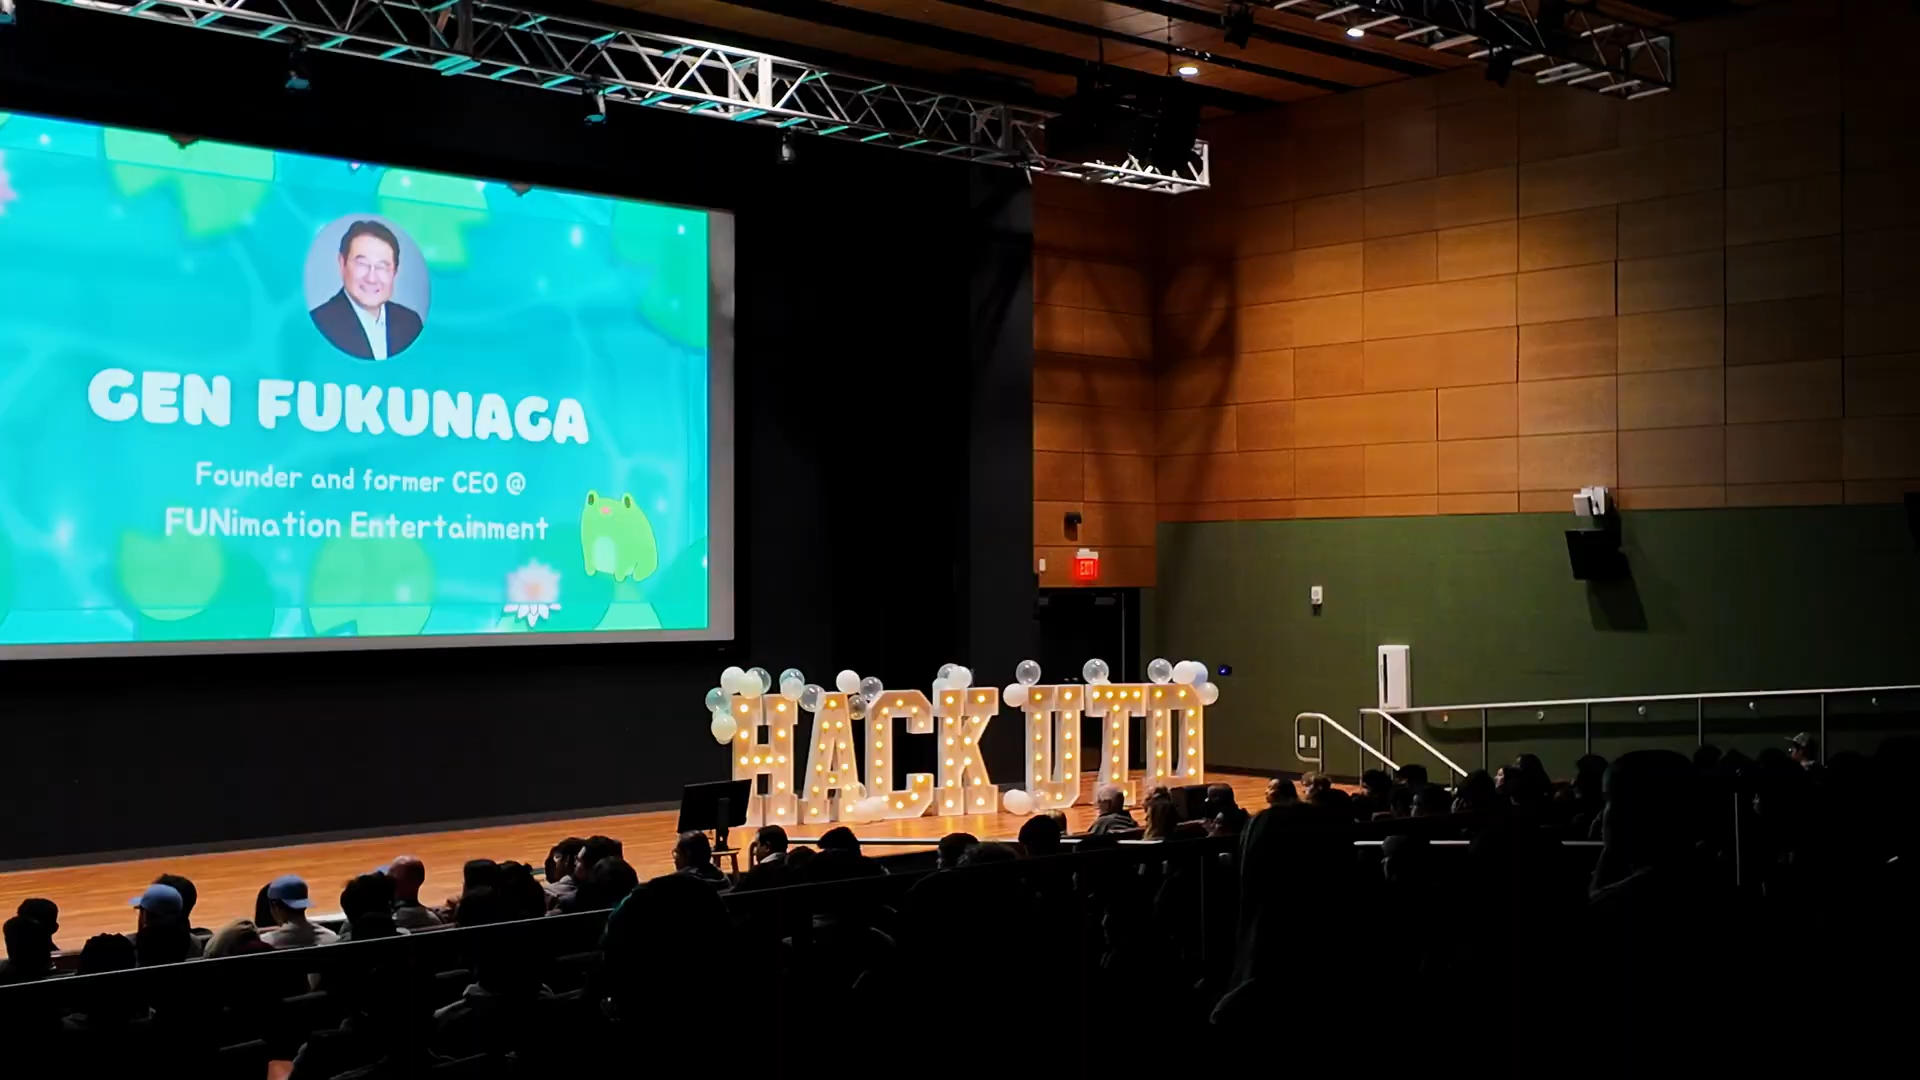 GEN FUKUNAGA
Founder and former CEO @
FUNimation Entertainment
EXIT
HACK UTD